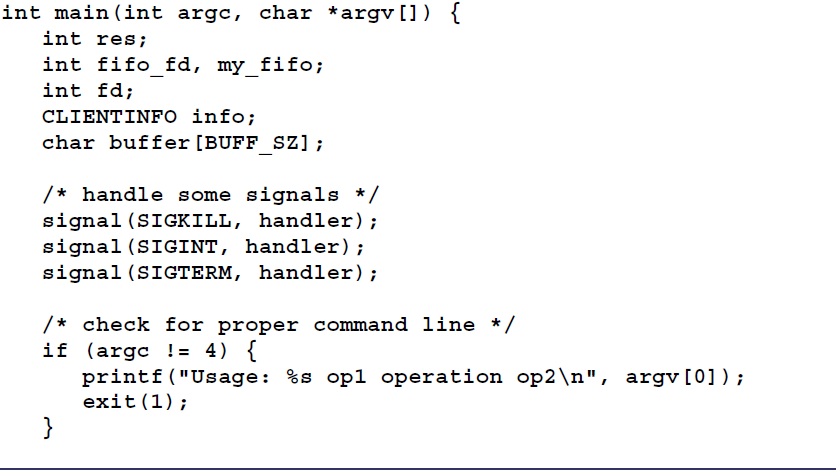 int main(int argc, char *argv[]) {
   int res;
   int fifo_fd, my_fifo;
   int fd;
   CLIENTINFO info;
   char buffer[BUFF_SZ];

   /* handle some signals */
   signal(SIGKILL, handler);
   signal(SIGINT, handler);
   signal(SIGTERM, handler);

   /* check for proper command line */
   if (argc != 4) {
      printf("Usage: %s op1 operation op2\n", argv[0]);
      exit(1);
   }